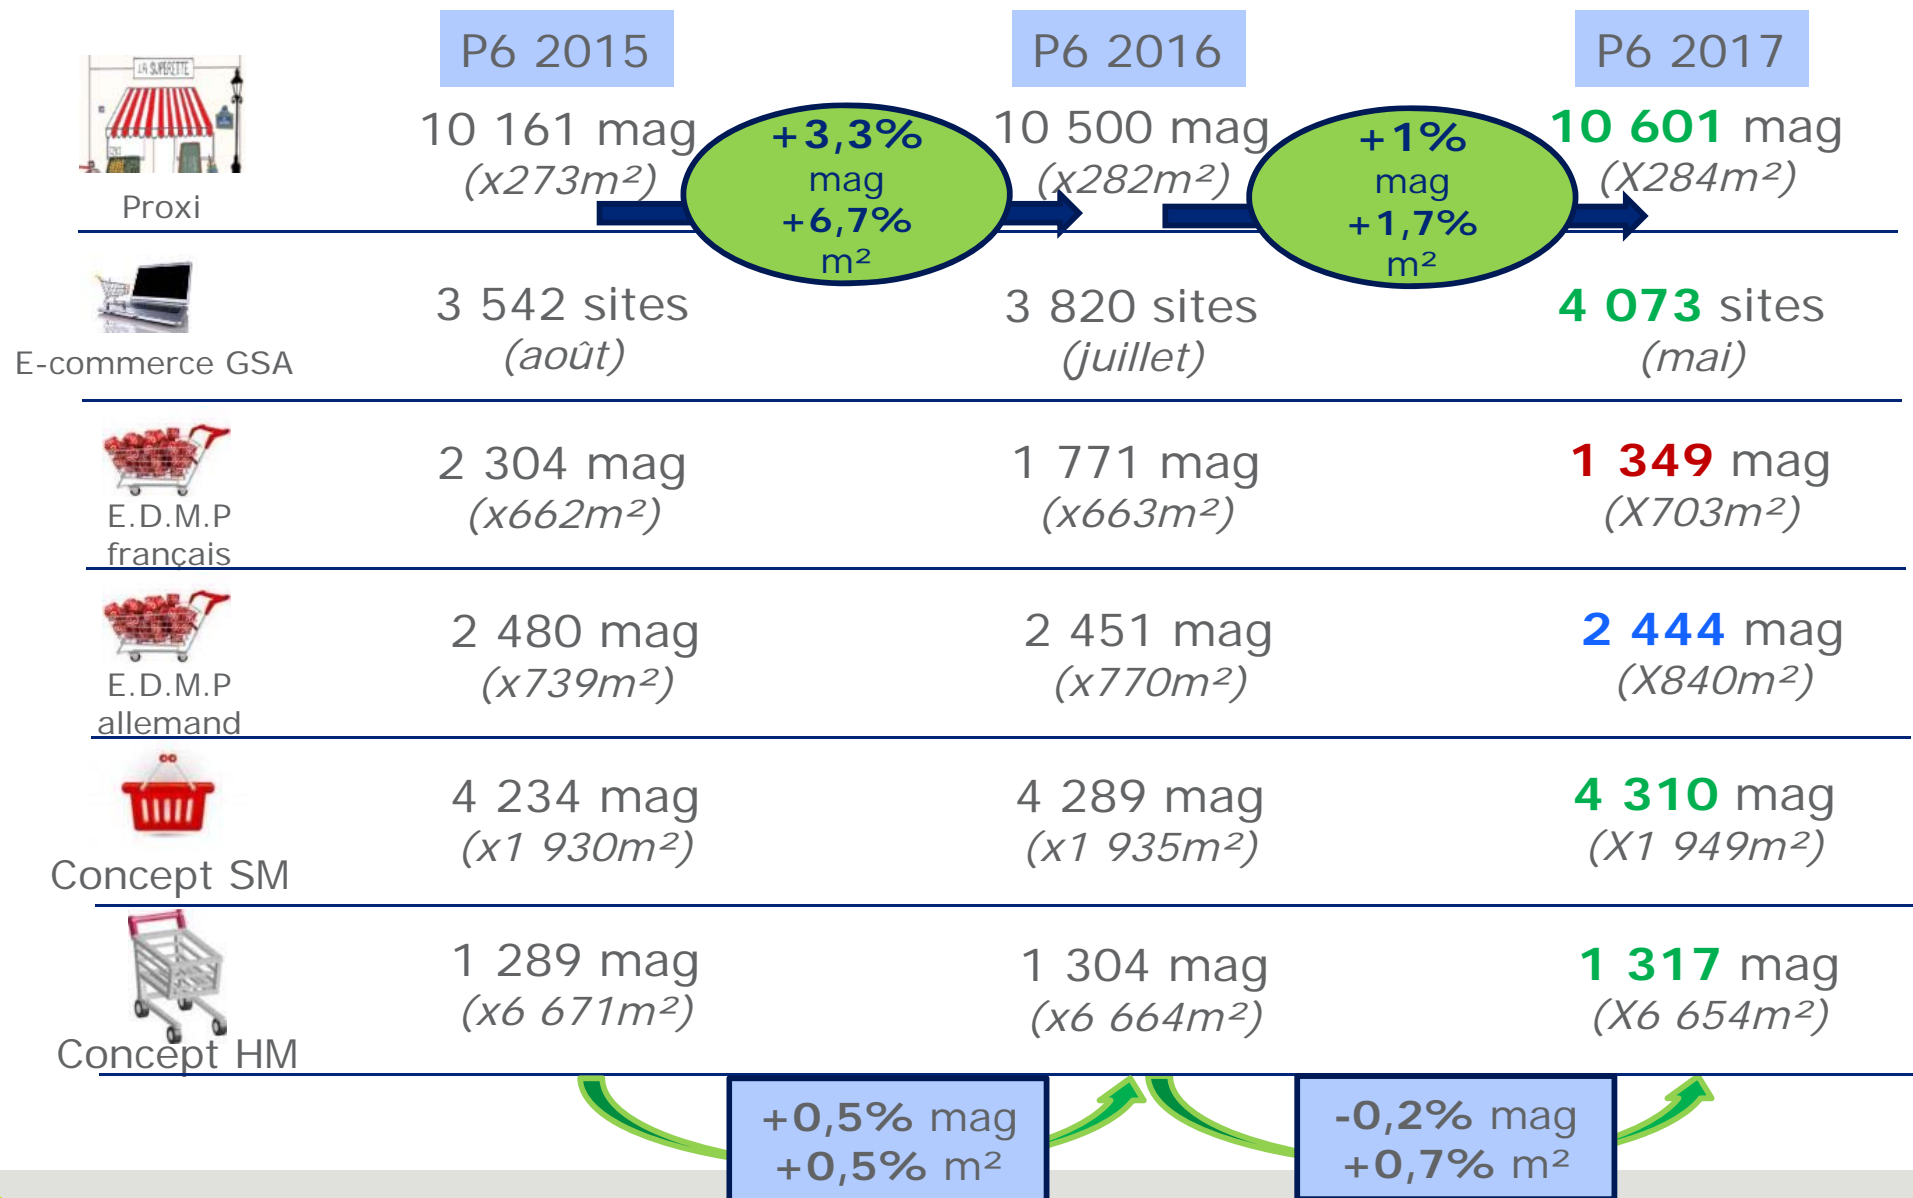 P6 2015
P6 2016
P6 2017
LA SUPERETTE
Proxi
10 161 mag
(x273m²)
+3,3%
mag
+6,7%
m²
10 500 mag
(x282m²)
+1%
mag
+1,7%
m²
10 601 mag
(X284m²)
E-commerce GSA
3 542 sites
(août)
3 820 sites
(juillet)
4 073 sites
(mai)
E.D.M.P
français
2 304 mag
(x662m²)
1 771 mag
(x663m²)
1 349 mag
(X703m²)
E.D.M.P
allemand
2 480 mag
(x739m²)
2 451 mag
(x770m²)
2 444 mag
(X840m²)
Concept SM
4 234 mag
(x1 930m²)
4 289 mag
(x1 935m²)
4 310 mag
(X1 949m²)
Concept HM
1 289 mag
(x6 671m²)
1 304 mag
(x6 664m²)
1 317 mag
(X6 654m²)
+0,5% mag
+0,5% m²
-0,2% mag
+0,7% m²